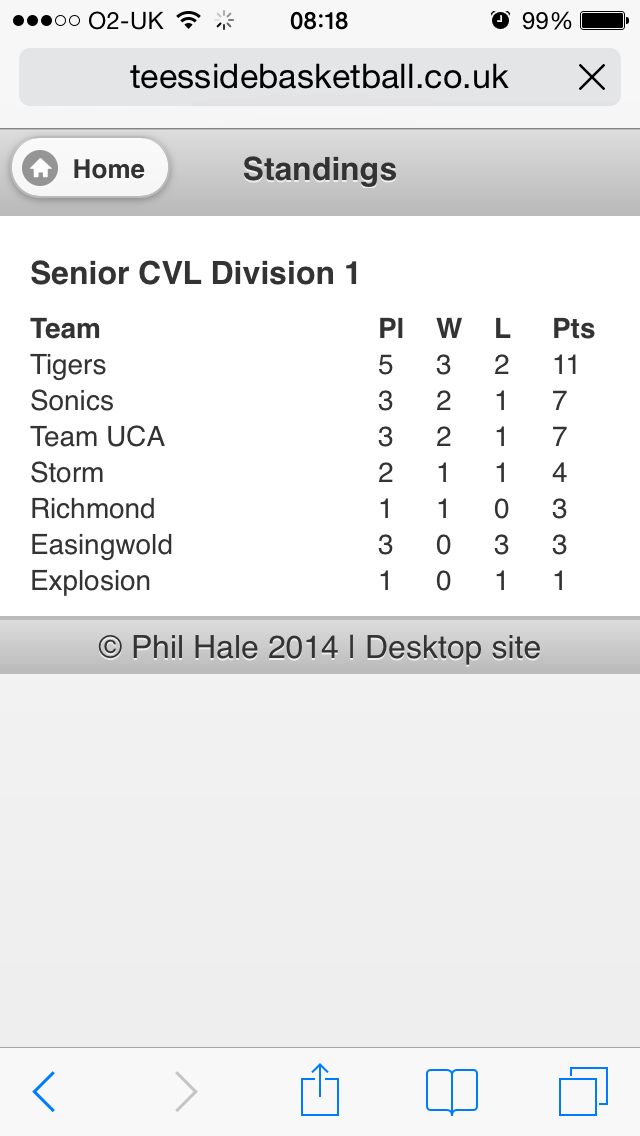 O2-UK 08:18 99%
teessidebasketball.co.uk
Home Standings
Senior CVL Division 1
Team Pl W L Pts
Tigers 5 3 2 11
Sonics 3 2 1 7
Team UCA 3 2 1 7
Storm 2 1 1 4
Richmond 1 1 0 3
Easingwold 3 0 3 3
Explosion 1 0 1 1
© Phil Hale 2014 | Desktop site